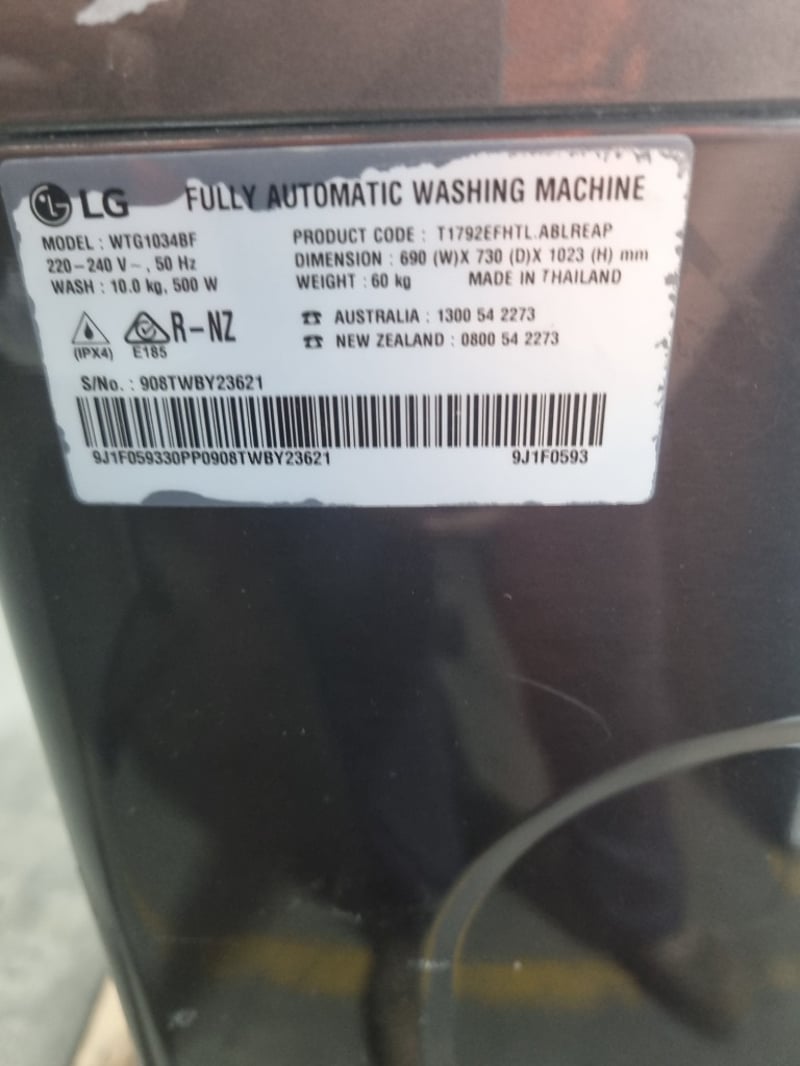 LG FULLY AUTOMATIC WASHING MACHINE
MODEL : WTG1034BF
220-240 V~, 50 Hz
WASH : 10.0 kg, 500 W
PRODUCT CODE : T1792EFHTL.ABLREAP
DIMENSION : 690 (W)X 730 (D)X 1023 (H) mm
WEIGHT : 60 kg MADE IN THAILAND
(IPX4) E185 R-NZ
AUSTRALIA : 1300 54 2273
NEW ZEALAND : 0800 54 2273
S/No. : 908TWBY23621
9J1F059330PP0908TWBY23621 9J1F0593